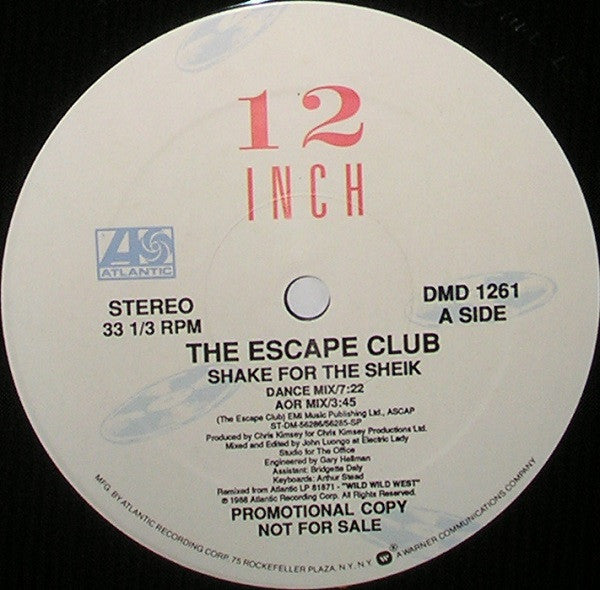 12
INCH
ATLANTIC
STEREO
33 1/3 RPM
DMD 1261
A SIDE
THE ESCAPE CLUB
SHAKE FOR THE SHEIK
DANCE MIX/7:22
AOR MIX/3:45
(The Escape Club) EMI Music Publishing Ltd., ASCAP
ST-DM-56286/56285-SP
Produced by Chris Kimsey for Chris Kimsey Productions Ltd.
Mixed and Edited by John Luongo at Electric Lady
Studio for The Office
Engineered by Gary Hellman
Assistant: Bridgette Daly
Keyboards: Arthur Stead
Remixed from Atlantic LP 81871 - "WILD WILD WEST"
℗ 1988 Atlantic Recording Corp. All Rights Reserved.
PROMOTIONAL COPY
NOT FOR SALE
MFG. BY ATLANTIC RECORDING CORP., 75 ROCKEFELLER PLAZA, N.Y. N.Y. ® A WARNER COMMUNICATIONS COMPANY